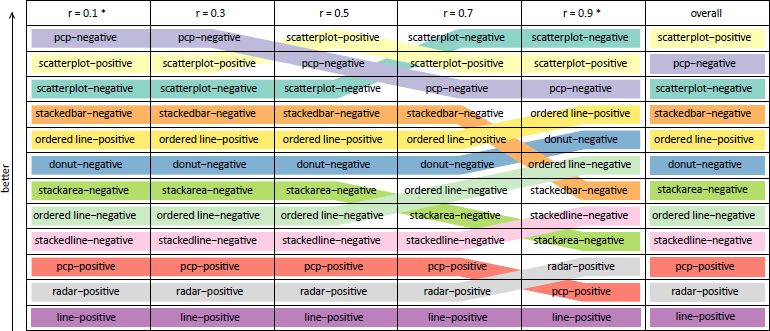 r = 0.1 * r = 0.3 r = 0.5 r = 0.7 r = 0.9 * overall
pcp−negative pcp−negative scatterplot−positive scatterplot−negative scatterplot−negative scatterplot−positive
scatterplot−positive scatterplot−positive pcp−negative scatterplot−positive scatterplot−positive pcp−negative
scatterplot−negative scatterplot−negative scatterplot−negative pcp−negative pcp−negative scatterplot−negative
stackedbar−negative stackedbar−negative stackedbar−negative stackedbar−negative ordered line−positive stackedbar−negative
ordered line−positive ordered line−positive ordered line−positive ordered line−positive donut−negative ordered line−positive
donut−negative donut−negative donut−negative donut−negative ordered line−negative donut−negative
stackarea−negative stackarea−negative stackarea−negative ordered line−negative stackedbar−negative stackarea−negative
ordered line−negative ordered line−negative ordered line−negative stackarea−negative stackedline−negative ordered line−negative
stackedline−negative stackedline−negative stackedline−negative stackedline−negative stackarea−negative stackedline−negative
pcp−positive pcp−positive pcp−positive pcp−positive radar−positive pcp−positive
radar−positive radar−positive radar−positive radar−positive pcp−positive radar−positive
line−positive line−positive line−positive line−positive line−positive line−positive
better